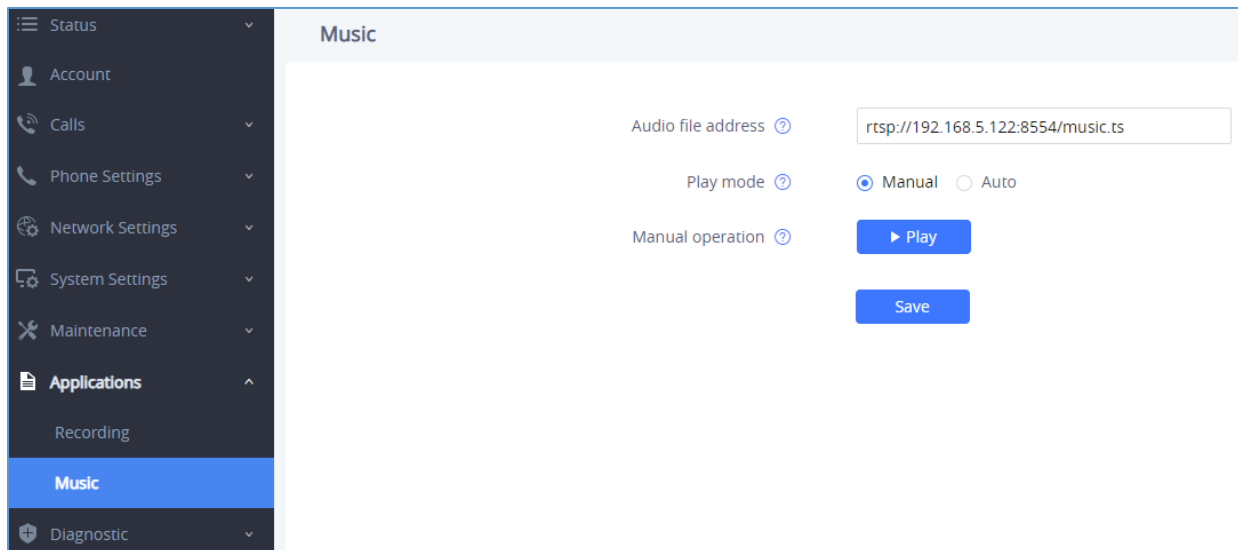 Status
Account
Calls
Phone Settings
Network Settings
System Settings
Maintenance
Applications
Recording
Music
Diagnostic
Music
Audio file address ?
rtsp://192.168.5.122:8554/music.ts
Play mode ?
Manual Auto
Manual operation ?
Play
Save